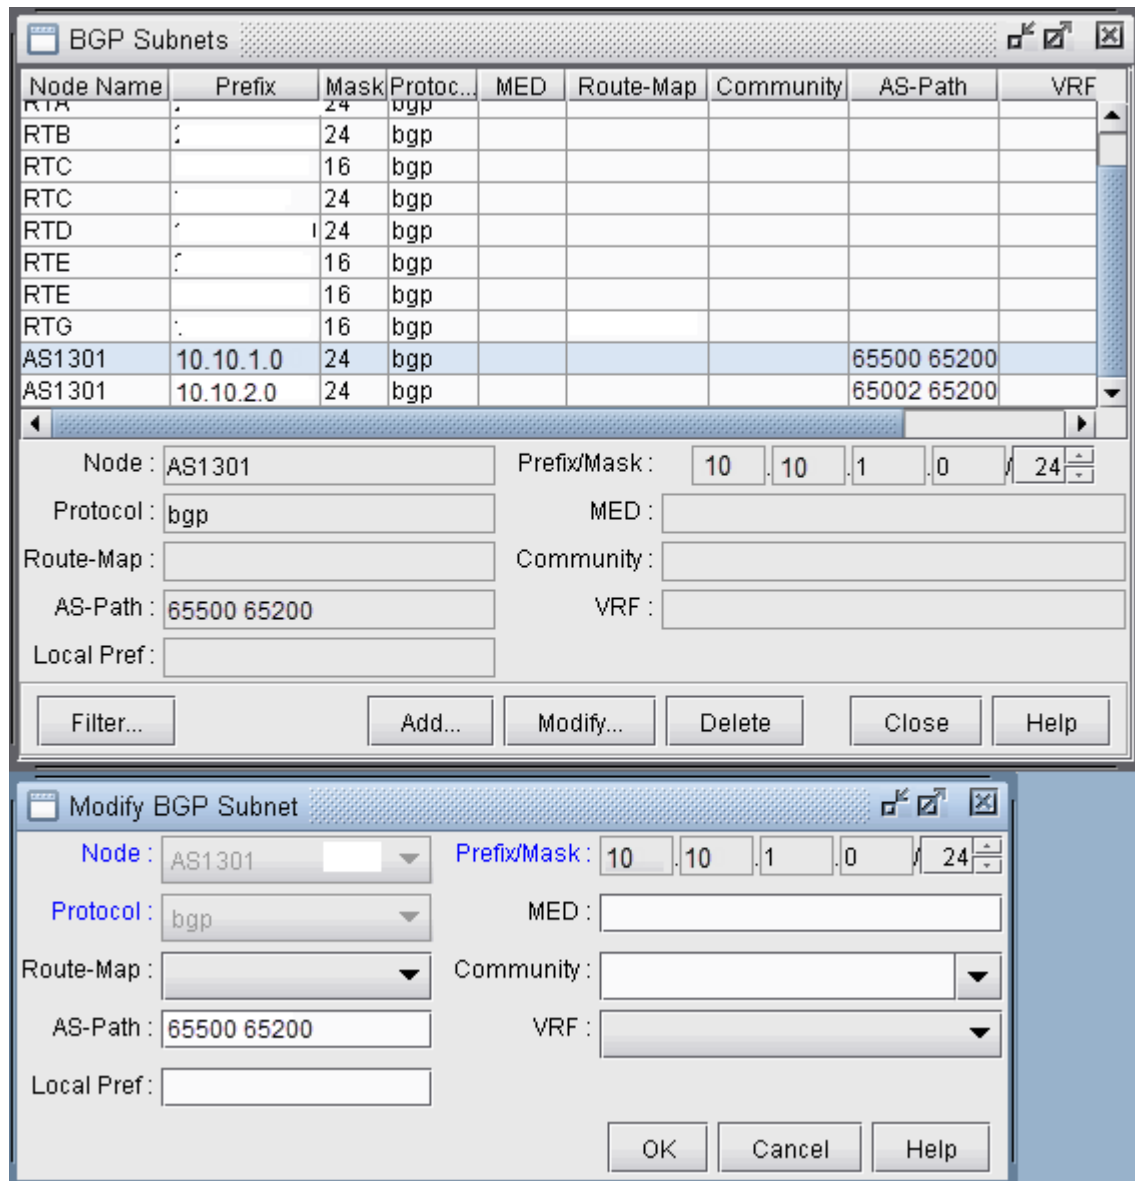 BGP Subnets
Node Name Prefix Mask Protoc... MED Route-Map Community AS-Path VRF
RTA 24 bgp
RTB 24 bgp
RTC 16 bgp
RTC 24 bgp
RTD 24 bgp
RTE 16 bgp
RTE 16 bgp
RTG 16 bgp
AS1301 10.10.1.0 24 bgp 65500 65200
AS1301 10.10.2.0 24 bgp 65002 65200
Node : AS1301 Prefix/Mask : 10 .10 .1 .0 / 24
Protocol : bgp MED :
Route-Map : Community :
AS-Path : 65500 65200 VRF :
Local Pref :
Filter... Add... Modify... Delete Close Help
Modify BGP Subnet
Node : AS1301 Prefix/Mask : 10 .10 .1 .0 / 24
Protocol : bgp MED :
Route-Map : Community :
AS-Path : 65500 65200 VRF :
Local Pref :
OK Cancel Help